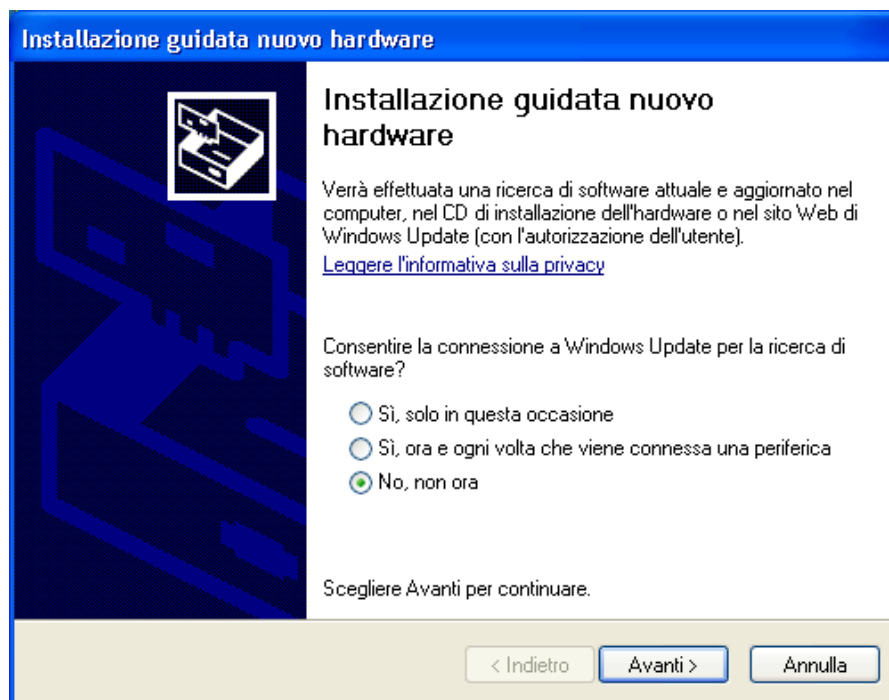 Installazione guidata nuovo hardware
Installazione guidata nuovo
hardware
Verrà effettuata una ricerca di software attuale e aggiornato nel
computer, nel CD di installazione dell'hardware o nel sito Web di
Windows Update (con l'autorizzazione dell'utente).
Leggere l'informativa sulla privacy
Consentire la connessione a Windows Update per la ricerca di
software?
Sì, solo in questa occasione
Sì, ora e ogni volta che viene connessa una periferica
No, non ora
Scegliere Avanti per continuare.
< Indietro Avanti > Annulla